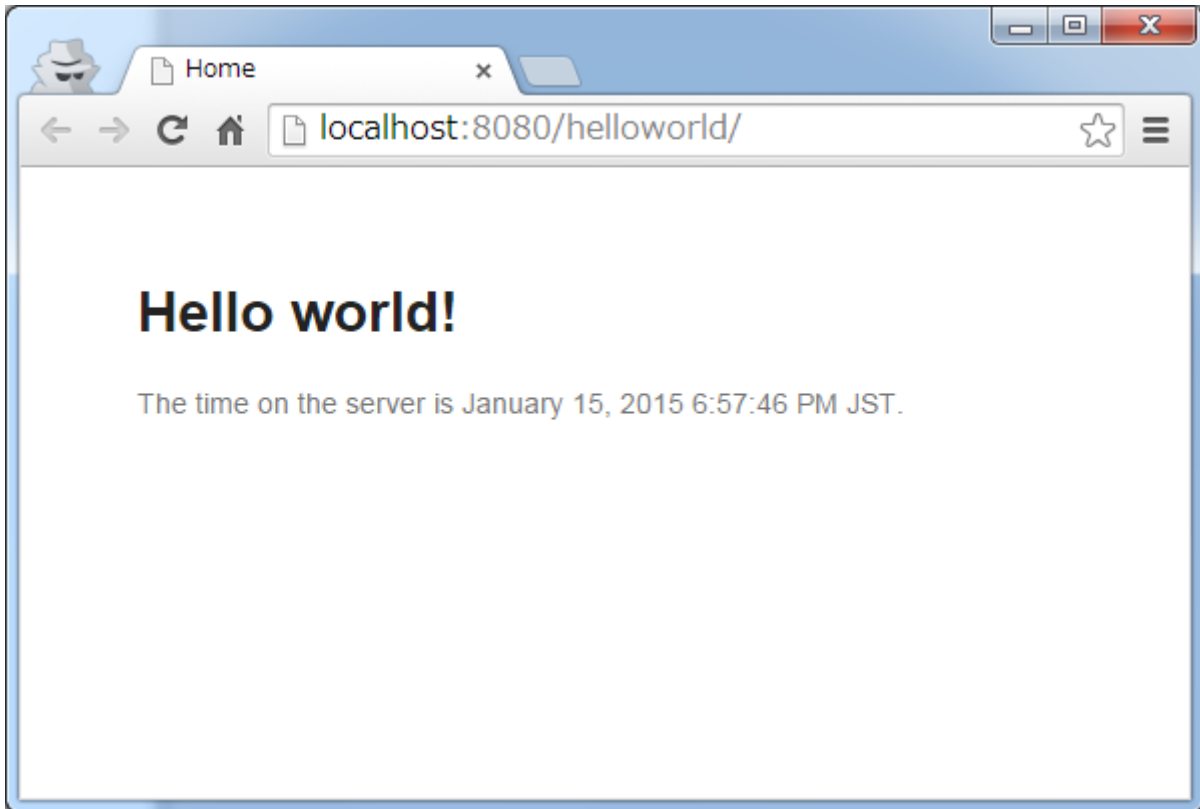 Home
localhost:8080/helloworld/
Hello world!
The time on the server is January 15, 2015 6:57:46 PM JST.